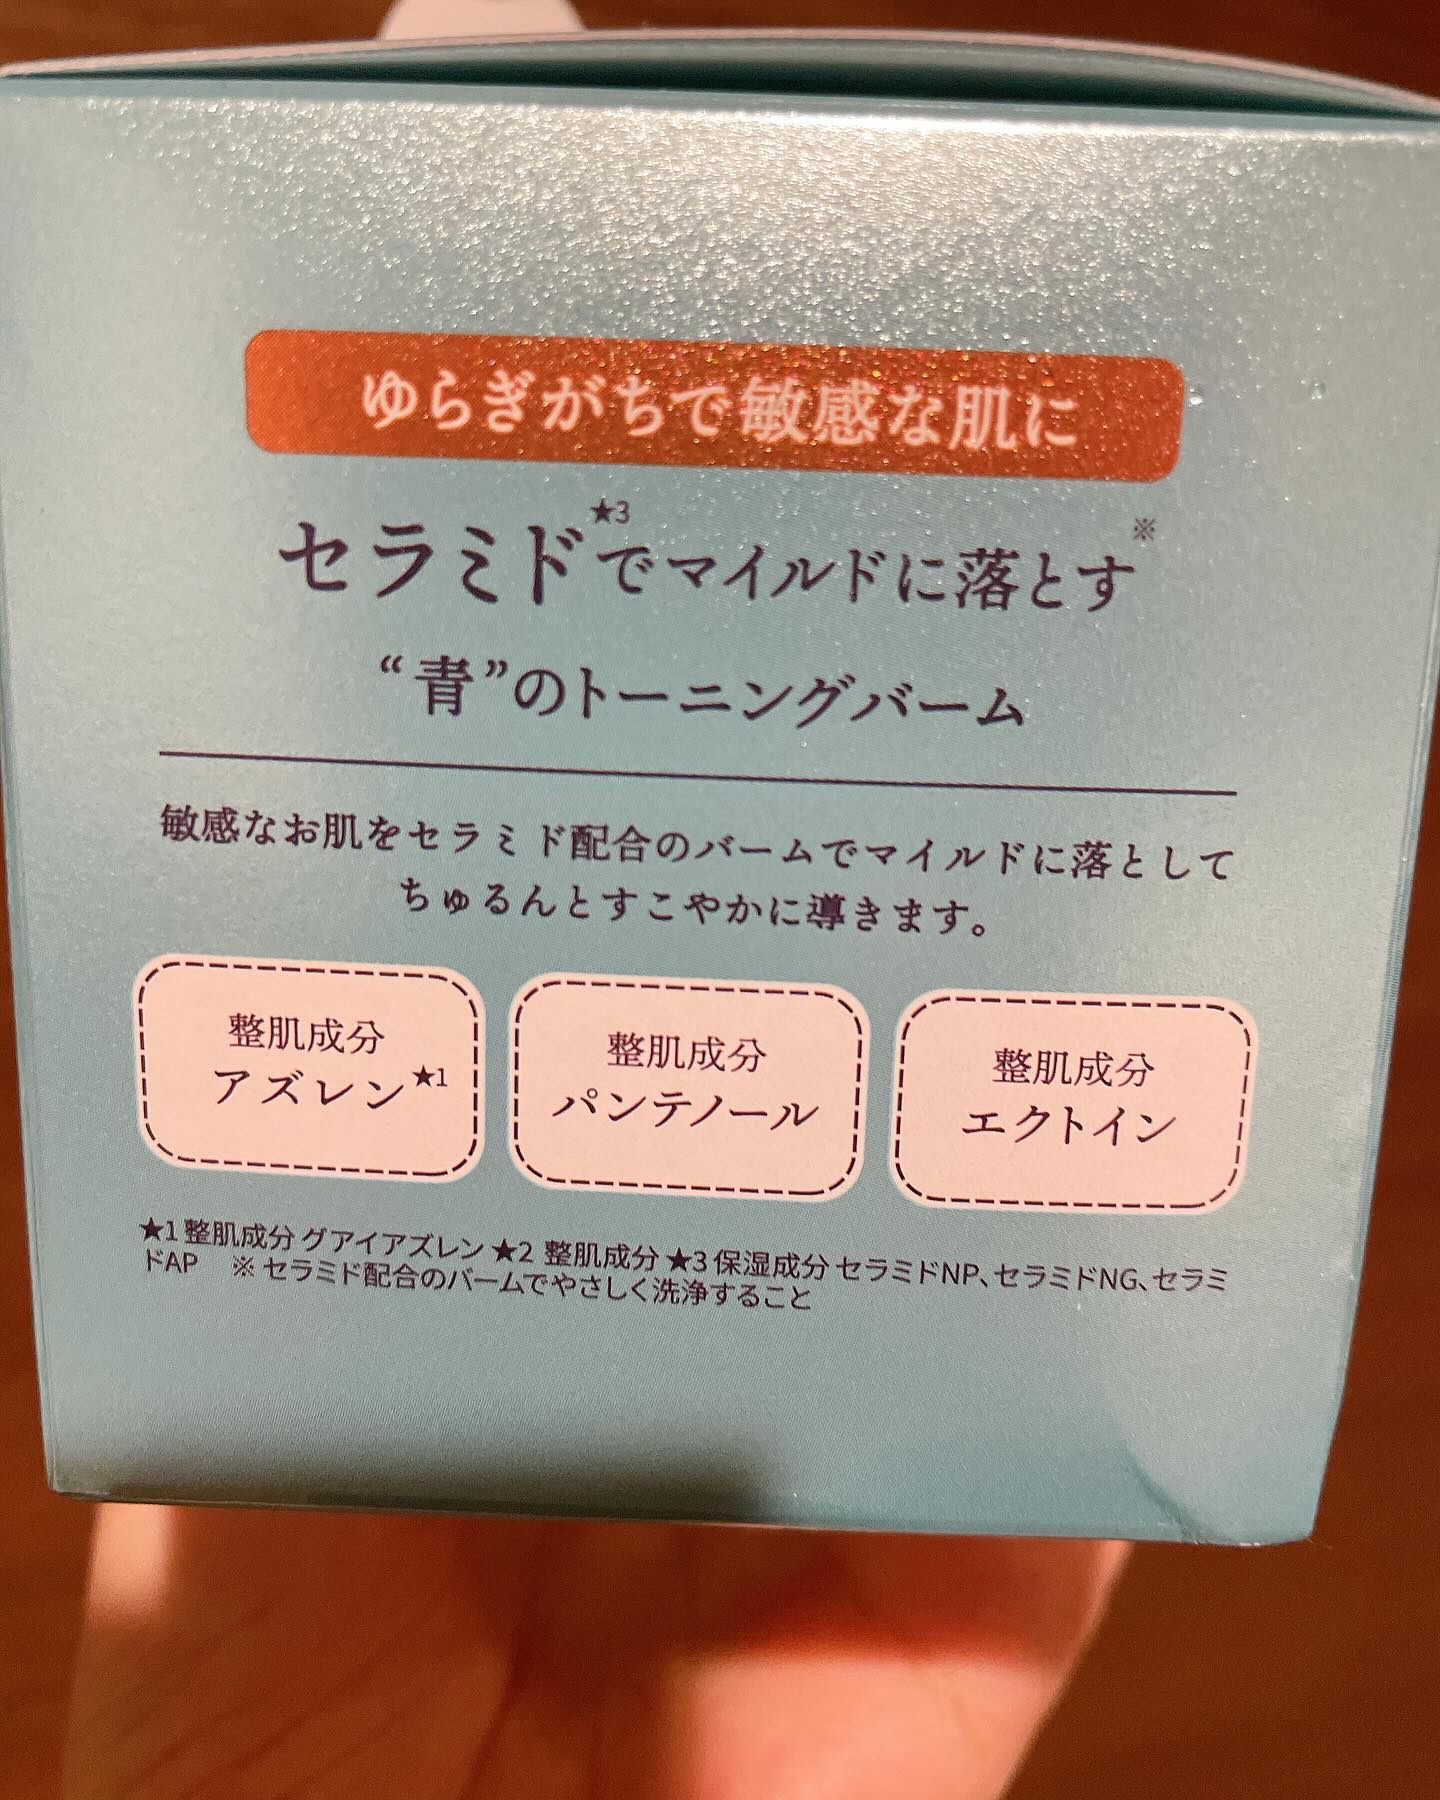 ゆらぎがちで敏感な肌に
セラミド★3でマイルドに落とす※
“青”のトーニングバーム
敏感なお肌をセラミド配合のバームでマイルドに落として
ちゅるんとすこやかに導きます。
整肌成分
アズレン★1
整肌成分
パンテノール
整肌成分
エクトイン
★1 整肌成分 グアイアズレン ★2 整肌成分 ★3 保湿成分 セラミドNP、セラミドNG、セラミ
ドAP ※ セラミド配合のバームでやさしく洗浄すること